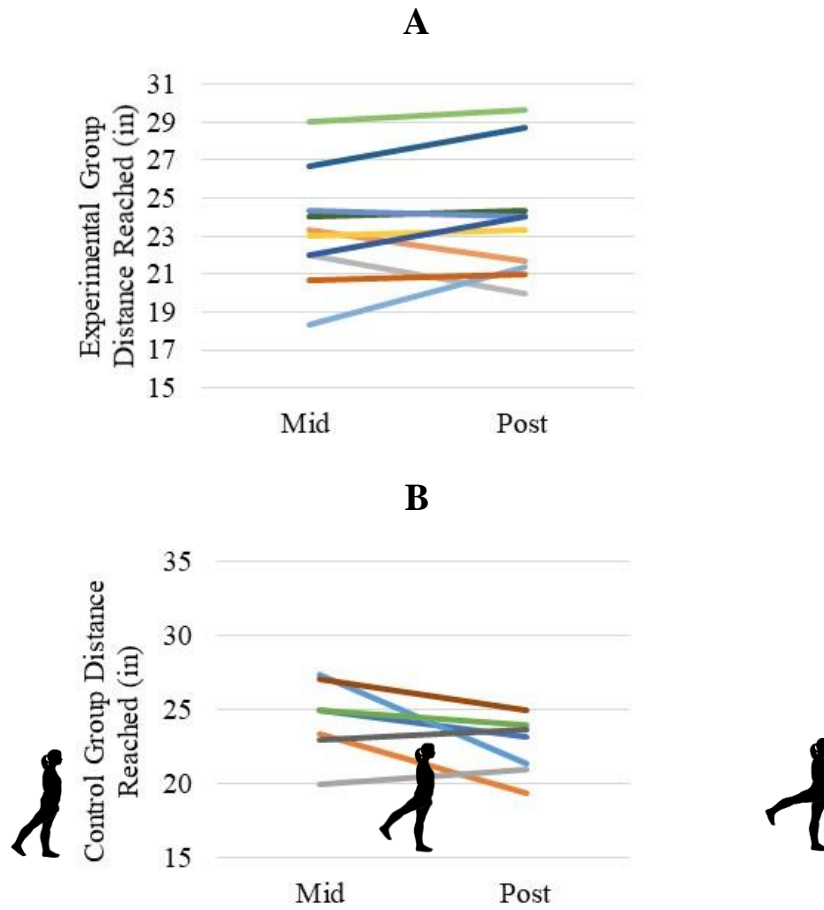 A
31
29
27
25
23
21
19
17
15
Experimental Group
Distance Reached (in)
Mid Post
B
35
30
25
20
15
Control Group Distance
Reached (in)
Mid Post